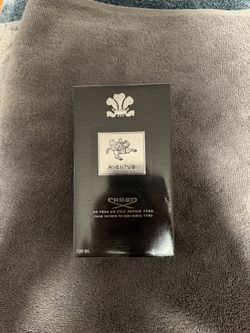 AVENTUS
CREED
DE PÈRE EN FILS DEPUIS 1760
FROM FATHER TO SON SINCE 1760
100 ML